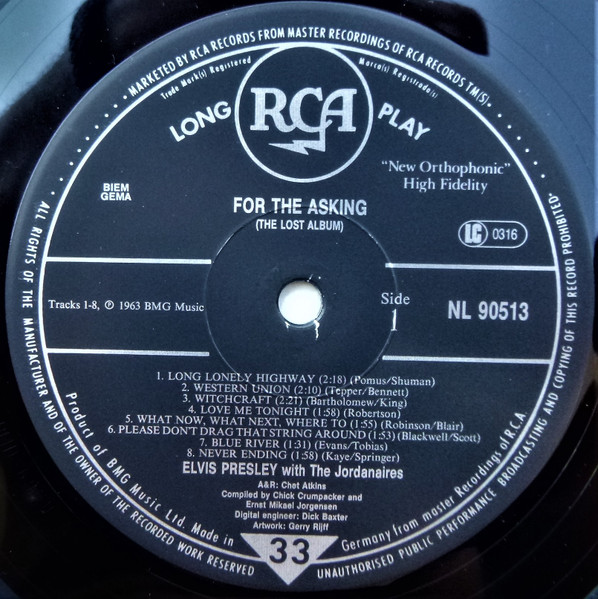 MARKETED BY RCA RECORDS FROM MASTER RECORDINGS OF RCA RECORDS TM(S).
Trade Mark(s) Registered
Marca(s) Registrada(s)
LONG RCA PLAY
"New Orthophonic"
High Fidelity
BIEM
GEMA
FOR THE ASKING
(THE LOST ALBUM)
LC 0316
Tracks 1-8, ℗ 1963 BMG Music
Side
1
NL 90513
1. LONG LONELY HIGHWAY (2:18) (Pomus/Shuman)
2. WESTERN UNION (2:10) (Tepper/Bennett)
3. WITCHCRAFT (2:21) (Bartholomew/King)
4. LOVE ME TONIGHT (1:58) (Robertson)
5. WHAT NOW, WHAT NEXT, WHERE TO (1:55) (Robinson/Blair)
6. PLEASE DON'T DRAG THAT STRING AROUND (1:53) (Blackwell/Scott)
7. BLUE RIVER (1:31) (Evans/Tobias)
8. NEVER ENDING (1:58) (Kaye/Springer)
ELVIS PRESLEY with The Jordanaires
A&R: Chet Atkins
Compiled by Chick Crumpacker and
Ernst Mikael Jorgensen
Digital engineer: Dick Baxter
Artwork: Gerry Rijff
33
Product of BMG Music Ltd. Made in Germany from master Recordings of R.C.A.
ALL RIGHTS OF THE MANUFACTURER AND OF THE OWNER OF THE RECORDED WORK RESERVED
UNAUTHORISED PUBLIC PERFORMANCE BROADCASTING AND COPYING OF THIS RECORD PROHIBITED